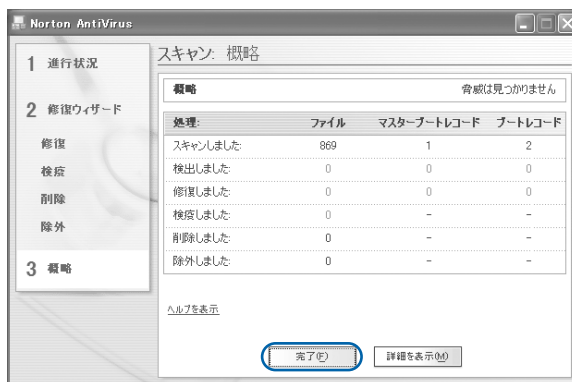 Norton AntiVirus
1 進行状況
2 修復ウィザード
修復
検疫
削除
除外
3 概略
スキャン: 概略
概略 脅威は見つかりません
処理: ファイル マスターブートレコード ブートレコード
スキャンしました: 869 1 2
検出しました: 0 0 0
修復しました: 0 0 0
検疫しました: 0 - -
削除しました: 0 - -
除外しました: 0 - -
ヘルプを表示
完了(F) 詳細を表示(M)